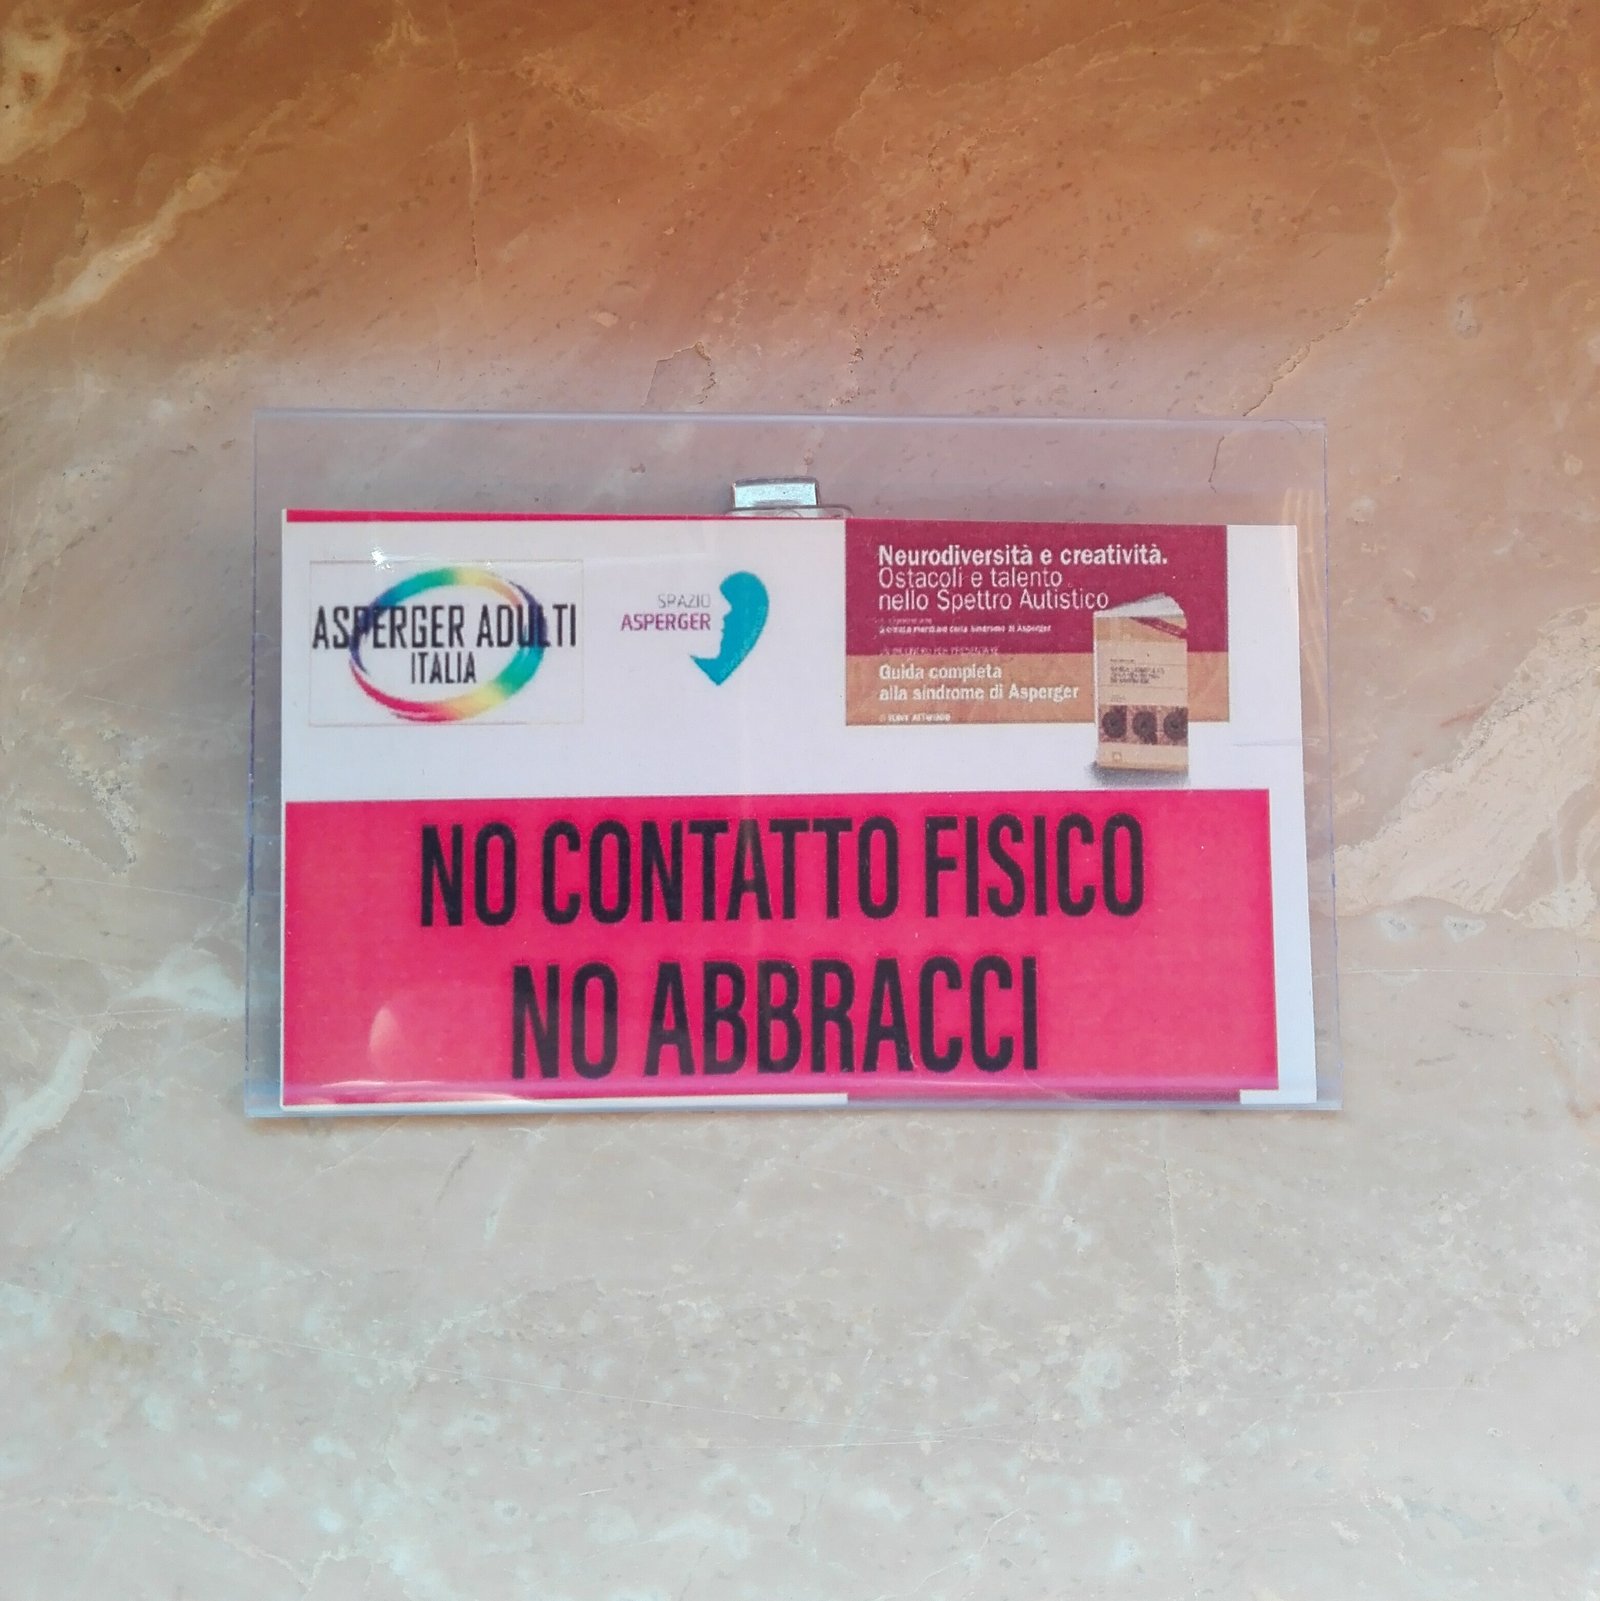 ASPERGER ADULTI
ITALIA
SPAZIO
ASPERGER
Neurodiversità e creatività.
Ostacoli e talento
nello Spettro Autistico
Guida completa
alla sindrome di Asperger
NO CONTATTO FISICO
NO ABBRACCI